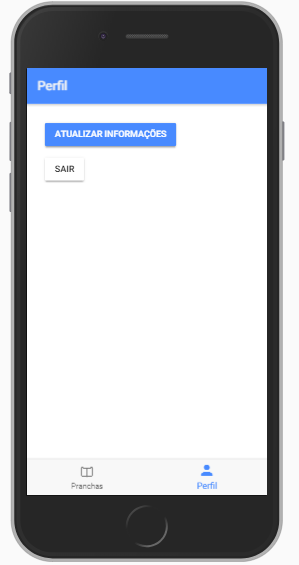 Perfil
ATUALIZAR INFORMAÇÕES
SAIR
Pranchas
Perfil